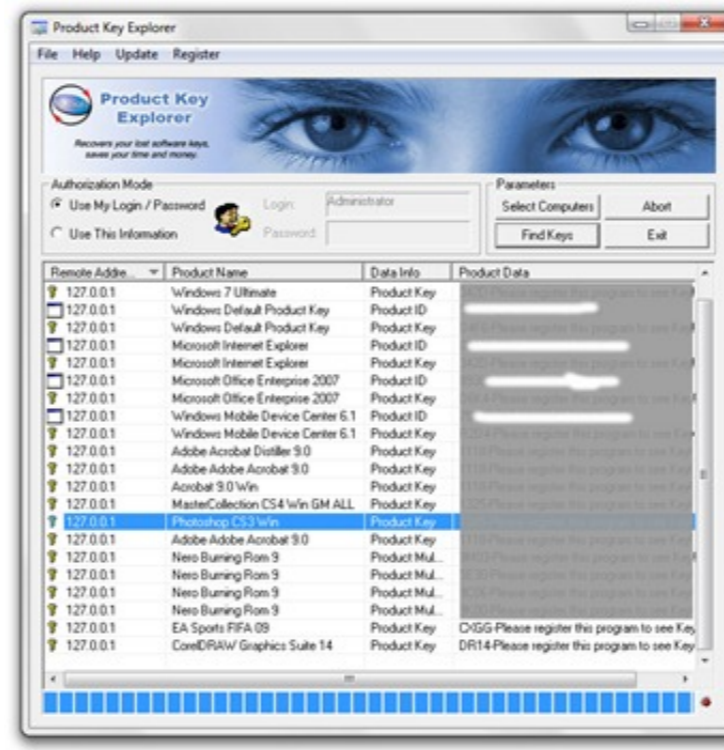 Product Key Explorer
File Help Update Register
Product Key
Explorer
Recovers your lost software keys,
saves your time and money.
Authorization Mode
Use My Login / Password
Login:
Administrator
Use This Information
Password:
Parameters
Select Computers
Abort
Find Keys
Exit
Remote Addre... Product Name Data Info Product Data
127.0.0.1 Windows 7 Ultimate Product Key
127.0.0.1 Windows Default Product Key Product ID
127.0.0.1 Windows Default Product Key Product Key
127.0.0.1 Microsoft Internet Explorer Product ID
127.0.0.1 Microsoft Internet Explorer Product Key
127.0.0.1 Microsoft Office Enterprise 2007 Product ID
127.0.0.1 Microsoft Office Enterprise 2007 Product Key
127.0.0.1 Windows Mobile Device Center 6.1 Product ID
127.0.0.1 Windows Mobile Device Center 6.1 Product Key
127.0.0.1 Adobe Acrobat Distiller 9.0 Product Key
127.0.0.1 Adobe Adobe Acrobat 9.0 Product Key
127.0.0.1 Acrobat 9.0 Win Product Key
127.0.0.1 MasterCollection CS4 Win GM ALL Product Key
127.0.0.1 Photoshop CS3 Win Product Key
127.0.0.1 Adobe Adobe Acrobat 9.0 Product Key
127.0.0.1 Nero Burning Rom 9 Product Mul...
127.0.0.1 Nero Burning Rom 9 Product Mul...
127.0.0.1 Nero Burning Rom 9 Product Mul...
127.0.0.1 Nero Burning Rom 9 Product Mul...
127.0.0.1 EA Sports FIFA 09 Product Key Please register this program to see Key
127.0.0.1 CorelDRAW Graphics Suite 14 Product Key DR14-Please register this program to see Key